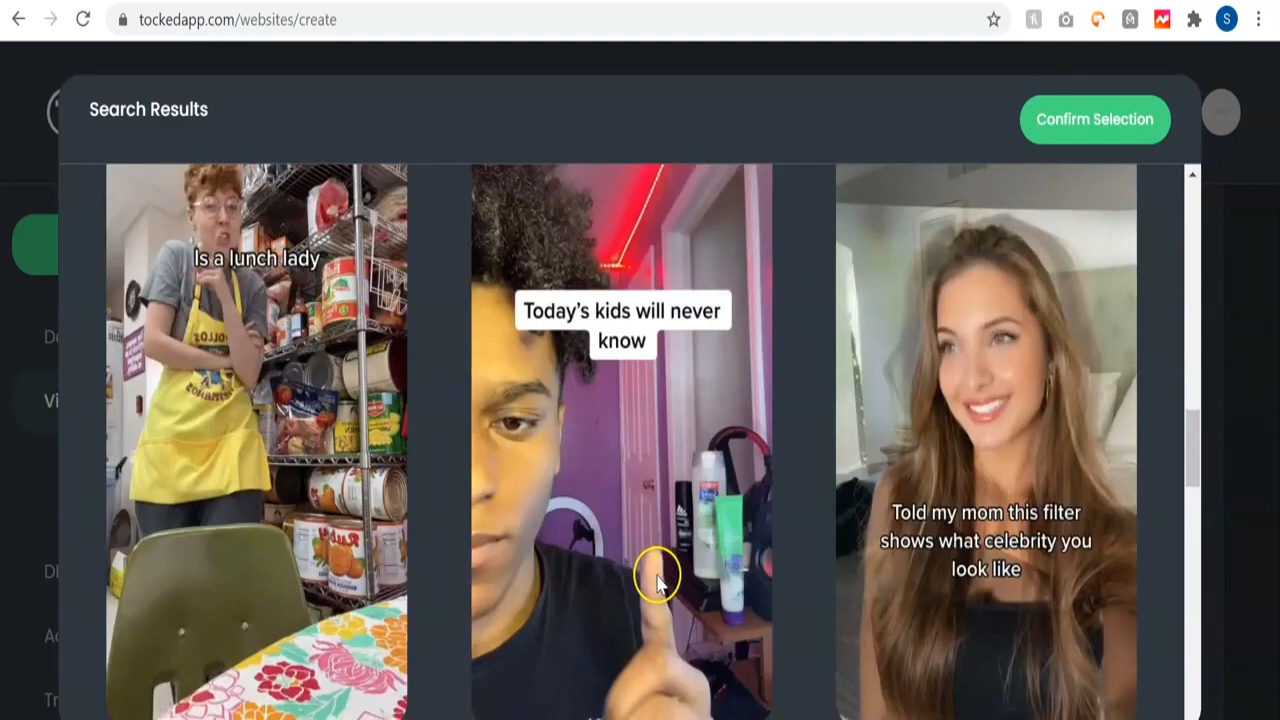 tockedapp.com/websites/create
S
Search Results
Confirm Selection
Is a lunch lady
Today's kids will never
know
Told my mom this filter
shows what celebrity you
look like